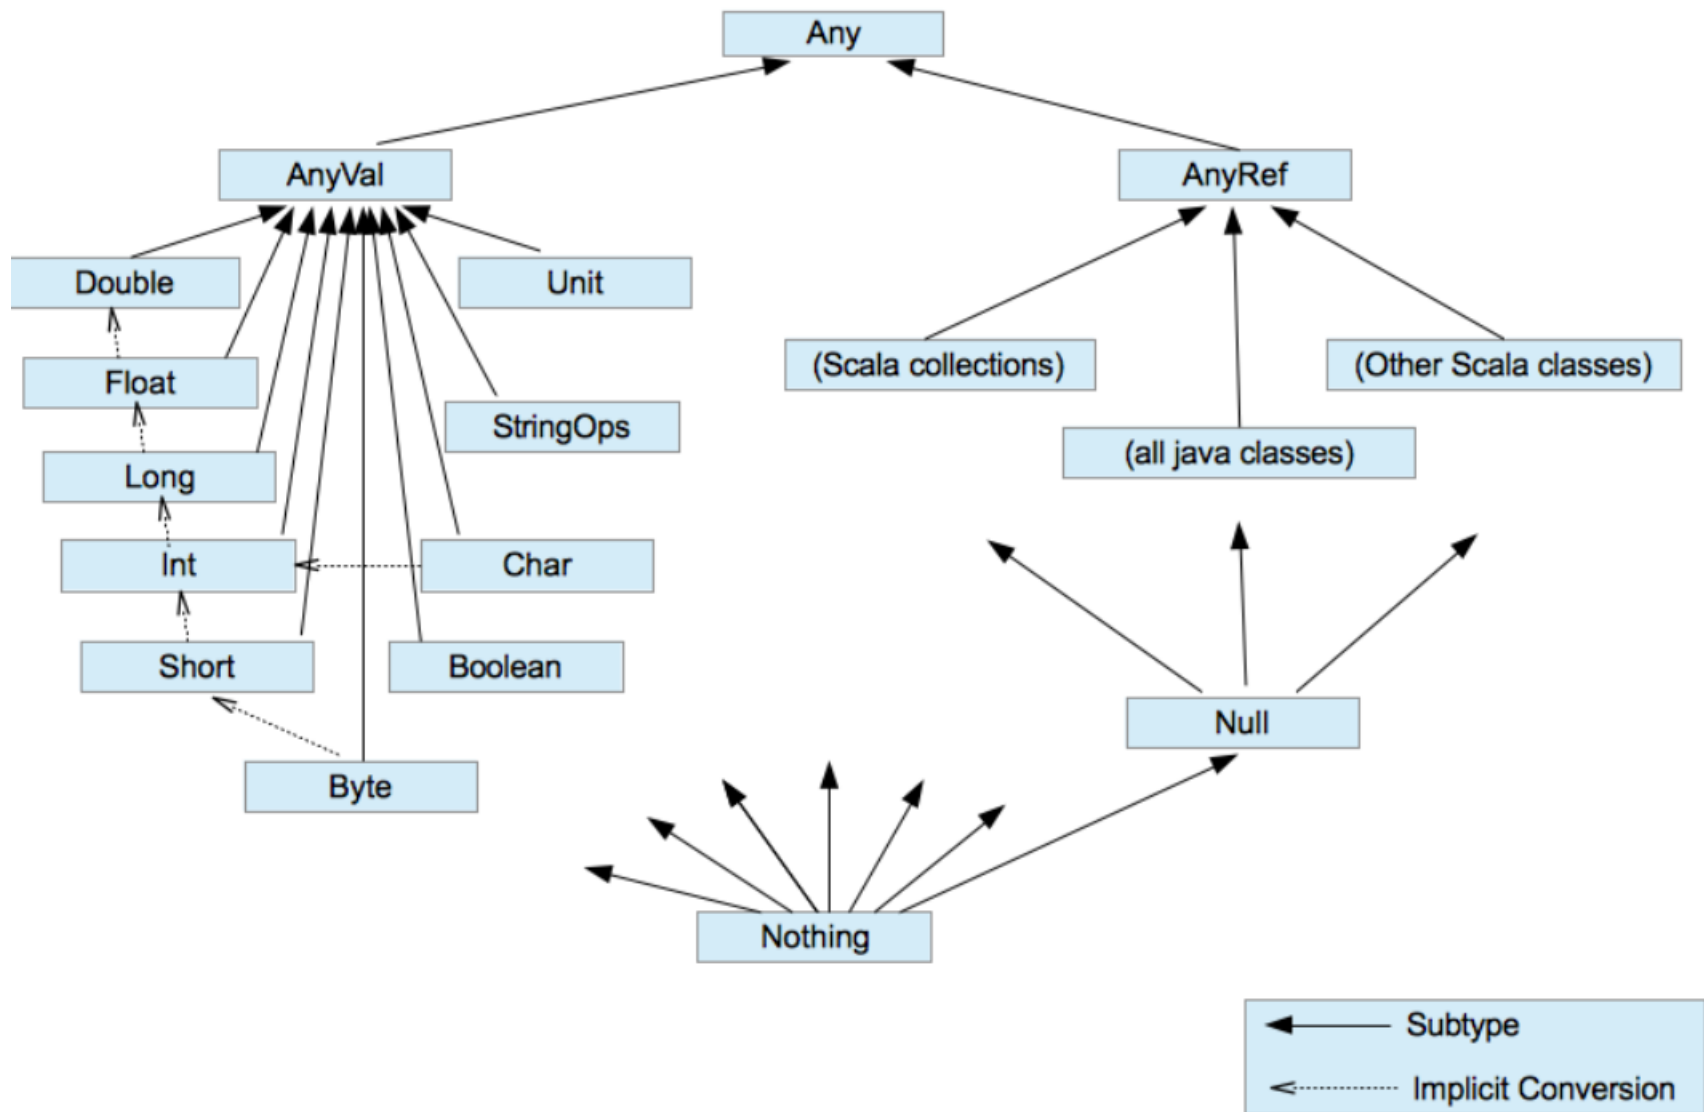 Any
AnyVal
AnyRef
Double
Unit
Float
(Scala collections)
(Other Scala classes)
StringOps
(all java classes)
Long
Int
Char
Short
Boolean
Null
Byte
Nothing
Subtype
Implicit Conversion